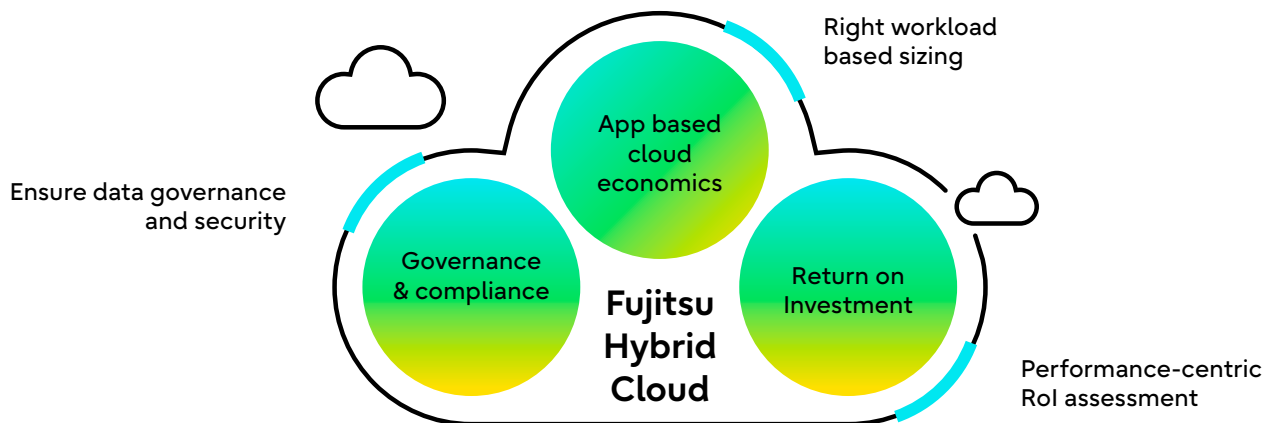 Right workload
based sizing
App based
cloud
economics
Ensure data governance
and security
Governance
& compliance
Return on
Investment
Fujitsu
Hybrid
Cloud
Performance-centric
RoI assessment